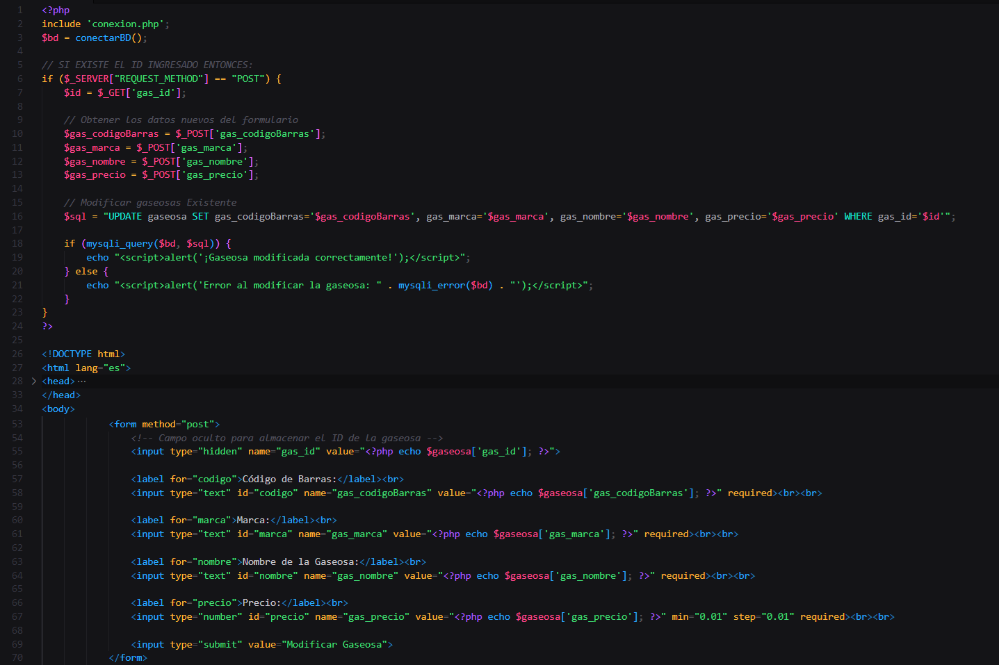 1 <?php
2 include 'conexion.php';
3 $bd = conectarBD();
4
5 // SI EXISTE EL ID INGRESADO ENTONCES:
6 if ($_SERVER["REQUEST_METHOD"] == "POST") {
7 $id = $_GET['gas_id'];
8
9 // Obtener los datos nuevos del formulario
10 $gas_codigoBarras = $_POST['gas_codigoBarras'];
11 $gas_marca = $_POST['gas_marca'];
12 $gas_nombre = $_POST['gas_nombre'];
13 $gas_precio = $_POST['gas_precio'];
14
15 // Modificar gaseosas Existente
16 $sql = "UPDATE gaseosa SET gas_codigoBarras='$gas_codigoBarras', gas_marca='$gas_marca', gas_nombre='$gas_nombre', gas_precio='$gas_precio' WHERE gas_id='$id'";
17
18 if (mysqli_query($bd, $sql)) {
19 echo "<script>alert('¡Gaseosa modificada correctamente!');</script>";
20 } else {
21 echo "<script>alert('Error al modificar la gaseosa: " . mysqli_error($bd) . "');</script>";
22 }
23 }
24 ?>
25
26 <!DOCTYPE html>
27 <html lang="es">
28 <head> ···
33 </head>
34 <body>
53 <form method="post">
54 <!-- Campo oculto para almacenar el ID de la gaseosa -->
55 <input type="hidden" name="gas_id" value="<?php echo $gaseosa['gas_id']; ?>">
56
57 <label for="codigo">Código de Barras:</label><br>
58 <input type="text" id="codigo" name="gas_codigoBarras" value="<?php echo $gaseosa['gas_codigoBarras']; ?>" required><br><br>
59
60 <label for="marca">Marca:</label><br>
61 <input type="text" id="marca" name="gas_marca" value="<?php echo $gaseosa['gas_marca']; ?>" required><br><br>
62
63 <label for="nombre">Nombre de la Gaseosa:</label><br>
64 <input type="text" id="nombre" name="gas_nombre" value="<?php echo $gaseosa['gas_nombre']; ?>" required><br><br>
65
66 <label for="precio">Precio:</label><br>
67 <input type="number" id="precio" name="gas_precio" value="<?php echo $gaseosa['gas_precio']; ?>" min="0.01" step="0.01" required><br><br>
68
69 <input type="submit" value="Modificar Gaseosa">
70 </form>